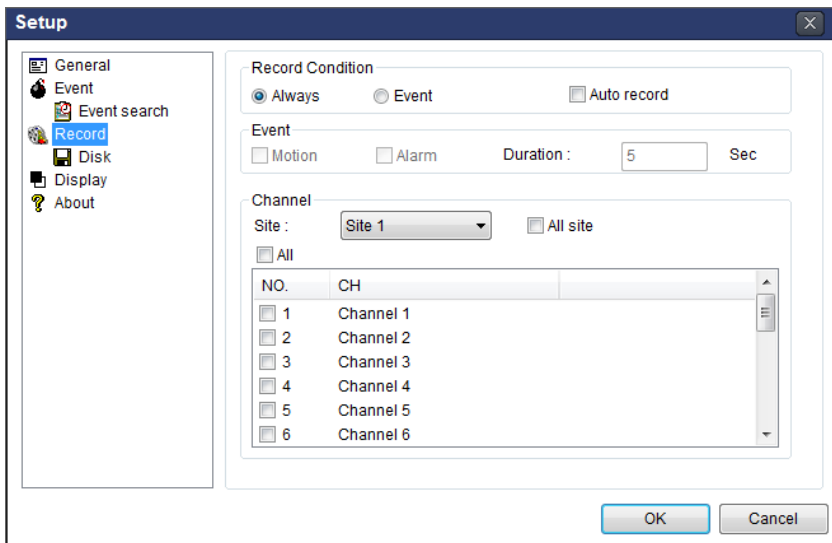 Setup
General
Event
Event search
Record
Disk
Display
About
Record Condition
Always Event Auto record
Event
Motion Alarm Duration : 5 Sec
Channel
Site : Site 1 All site
All
NO. CH
1 Channel 1
2 Channel 2
3 Channel 3
4 Channel 4
5 Channel 5
6 Channel 6
OK Cancel